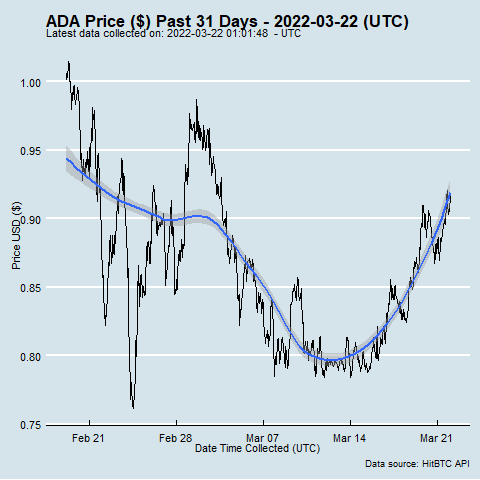 ADA Price ($) Past 31 Days - 2022-03-22 (UTC)
Latest data collected on: 2022-03-22 01:01:48 - UTC
Price USD ($)
1.00
0.95
0.90
0.85
0.80
0.75
Feb 21 Feb 28 Mar 07 Mar 14 Mar 21
Date Time Collected (UTC)
Data source: HitBTC API